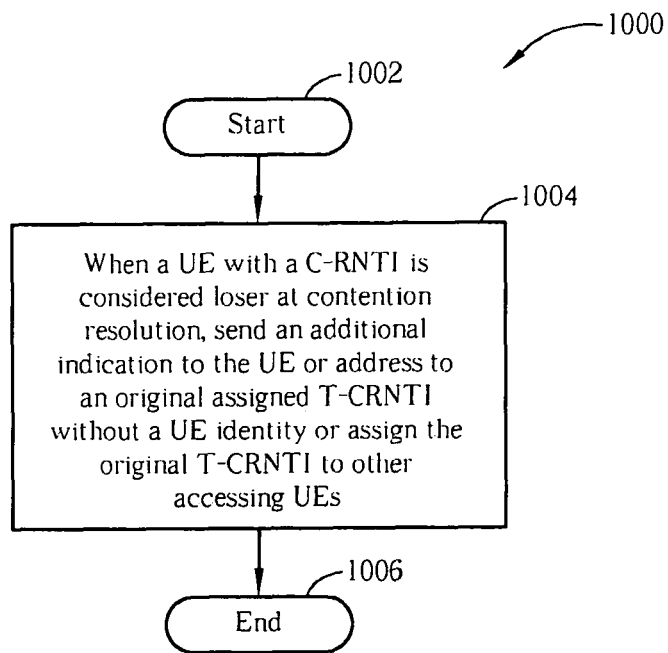 1000
1002
Start
1004
When a UE with a C-RNTI is
considered loser at contention
resolution, send an additional
indication to the UE or address to
an original assigned T-CRNTI
without a UE identity or assign the
original T-CRNTI to other
accessing UEs
1006
End